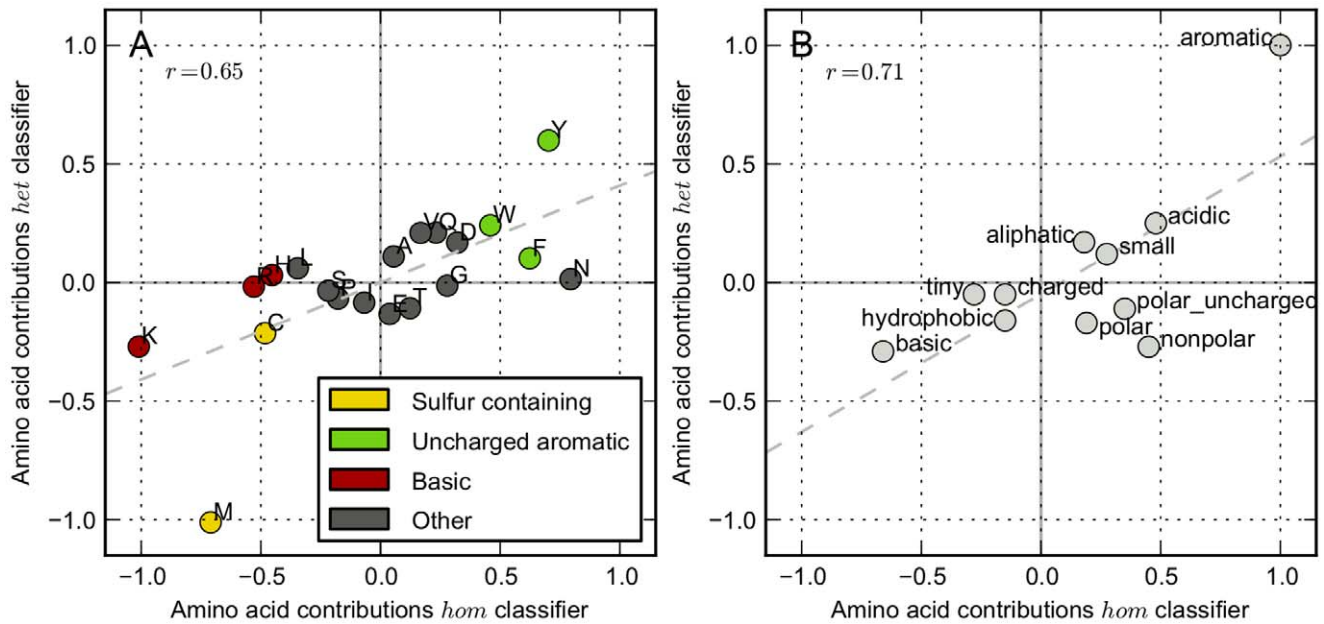 A
r=0.65
1.0
0.5
0.0
−0.5
−1.0
−1.0
−0.5
0.0
0.5
1.0
Amino acid contributions het classifier
Amino acid contributions hom classifier
Y
W
V
Q
D
A
F
H
L
R
G
N
S
P
I
E
T
K
C
M
Sulfur containing
Uncharged aromatic
Basic
Other
B
r=0.71
1.0
0.5
0.0
−0.5
−1.0
−1.0
−0.5
0.0
0.5
1.0
Amino acid contributions het classifier
Amino acid contributions hom classifier
aromatic
acidic
aliphatic
small
tiny
charged
polar_uncharged
hydrophobic
polar
basic
nonpolar